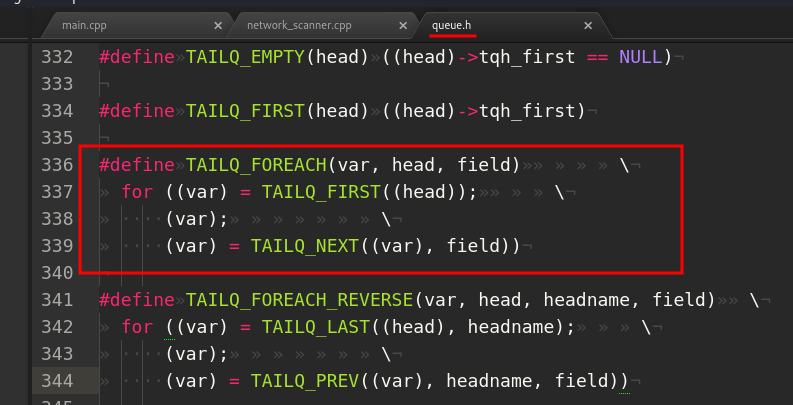 main.cpp × network_scanner.cpp × queue.h ×
332 #define TAILQ_EMPTY(head) ((head)->tqh_first == NULL)
333
334 #define TAILQ_FIRST(head) ((head)->tqh_first)
335
336 #define TAILQ_FOREACH(var, head, field) \
337 for ((var) = TAILQ_FIRST((head)); \
338 (var); \
339 (var) = TAILQ_NEXT((var), field))
340
341 #define TAILQ_FOREACH_REVERSE(var, head, headname, field) \
342 for ((var) = TAILQ_LAST((head), headname); \
343 (var); \
344 (var) = TAILQ_PREV((var), headname, field))